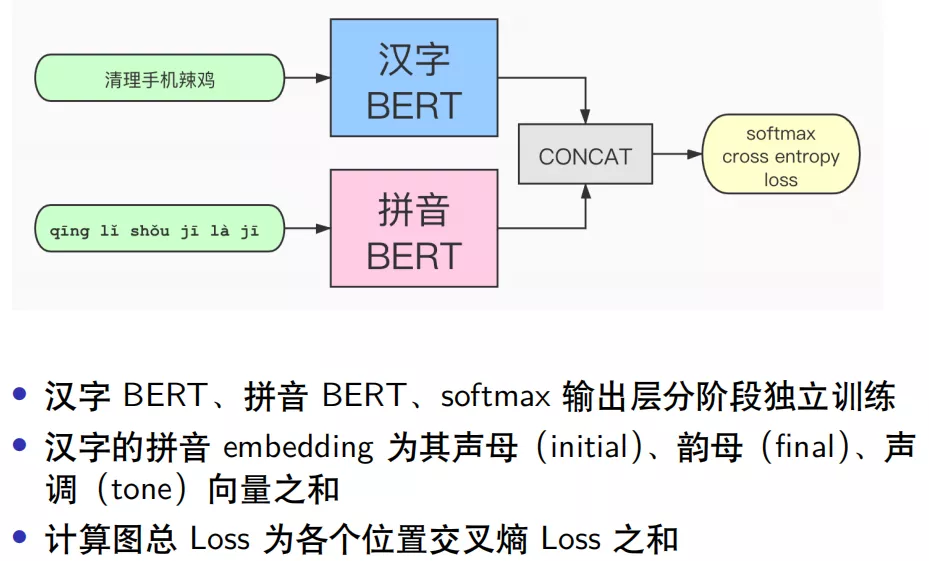 清理手机辣鸡
汉字
BERT
CONCAT
softmax
cross entropy
loss
qīng lǐ shǒu jī là jī
拼音
BERT
汉字 BERT、拼音 BERT、softmax 输出层分阶段独立训练
汉字的拼音 embedding 为其声母（initial）、韵母（final）、声
调（tone）向量之和
计算图总 Loss 为各个位置交叉熵 Loss 之和